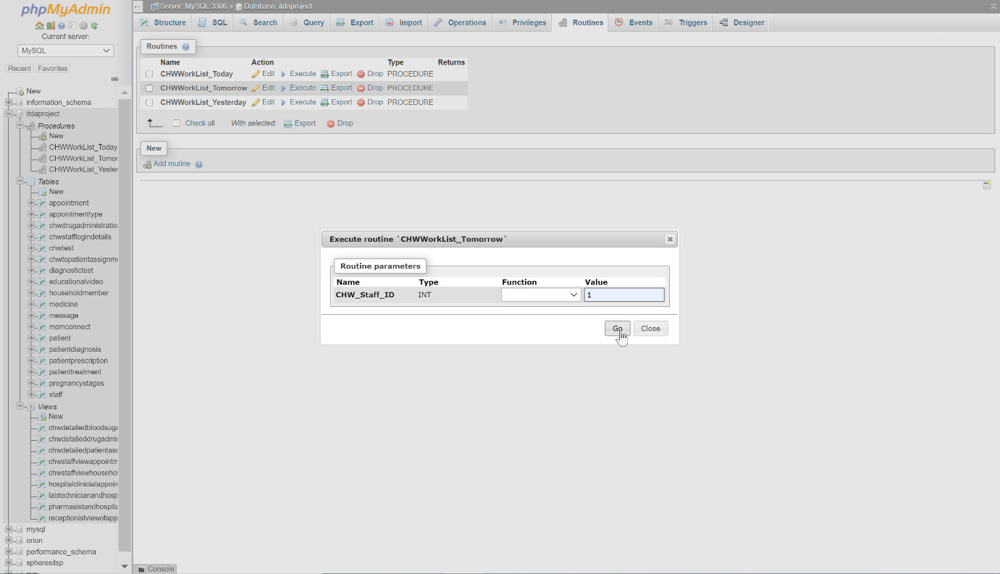 phpMyAdmin
Current server:
MySQL
Recent Favorites
New
information_schema
itdaproject
Procedures
New
CHWWorkList_Today
CHWWorkList_Tomor
CHWWorkList_Yester
Tables
New
appointment
appointmenttype
chwdrugadministratio
chwstafflogindetails
chwtest
chwtopatientassignme
diagnostictest
educationalvideo
householdmember
medicine
message
momconnect
patient
patientdiagnosis
patientprescription
patienttreatment
pregnancystages
staff
Views
New
chwdetailedbloodsuga
chwdetaileddrugadmi
chwdetailedpatientass
chwstaffviewappointm
chwstaffviewhousehol
hospitalclinicialappoin
labtechnicianandhosp
pharmasistandhospita
receptionistviewofapp
mysql
orion
performance_schema
spheresitsp
Server: MySQL:3306 » Database: itdaproject
Structure SQL Search Query Export Import Operations Privileges Routines Events Triggers Designer
Routines
Name Action Type Returns
CHWWorkList_Today Edit Execute Export Drop PROCEDURE
CHWWorkList_Tomorrow Edit Execute Export Drop PROCEDURE
CHWWorkList_Yesterday Edit Execute Export Drop PROCEDURE
Check all With selected: Export Drop
New
Add routine
Execute routine `CHWWorkList_Tomorrow`
Routine parameters
Name Type Function Value
CHW_Staff_ID INT 1
Go Close
Console